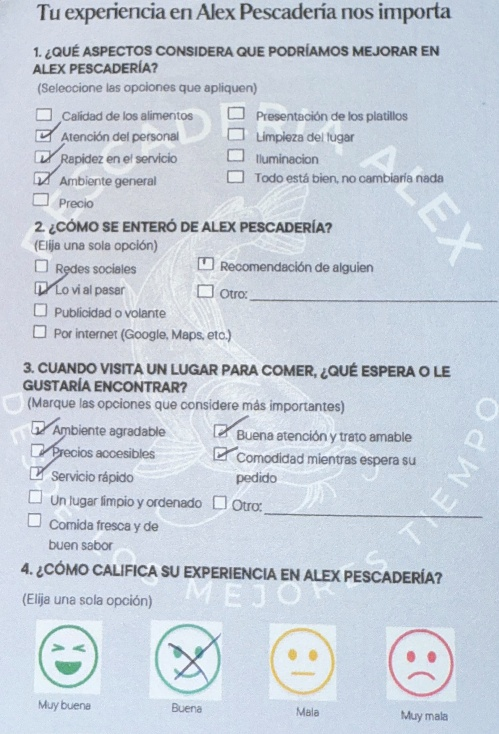 Tu experiencia en Alex Pescadería nos importa
1. ¿QUÉ ASPECTOS CONSIDERA QUE PODRÍAMOS MEJORAR EN
ALEX PESCADERÍA?
(Seleccione las opciones que apliquen)
Calidad de los alimentos
Atención del personal
Rapidez en el servicio
Ambiente general
Precio
Presentación de los platillos
Limpieza del lugar
Iluminacion
Todo está bien, no cambiaría nada
2. ¿CÓMO SE ENTERÓ DE ALEX PESCADERÍA?
(Elija una sola opción)
Redes sociales
Lo vi al pasar
Publicidad o volante
Por internet (Google, Maps, etc.)
Recomendación de alguien
Otro:
3. CUANDO VISITA UN LUGAR PARA COMER, ¿QUÉ ESPERA O LE
GUSTARÍA ENCONTRAR?
(Marque las opciones que considere más importantes)
Ambiente agradable
Precios accesibles
Servicio rápido
Un lugar limpio y ordenado
Comida fresca y de
buen sabor
Buena atención y trato amable
Comodidad mientras espera su
pedido
Otro:
4. ¿CÓMO CALIFICA SU EXPERIENCIA EN ALEX PESCADERÍA?
(Elija una sola opción)
Muy buena
Buena
Mala
Muy mala
PESCADERIA ALEX
MEJORES TIEMPO